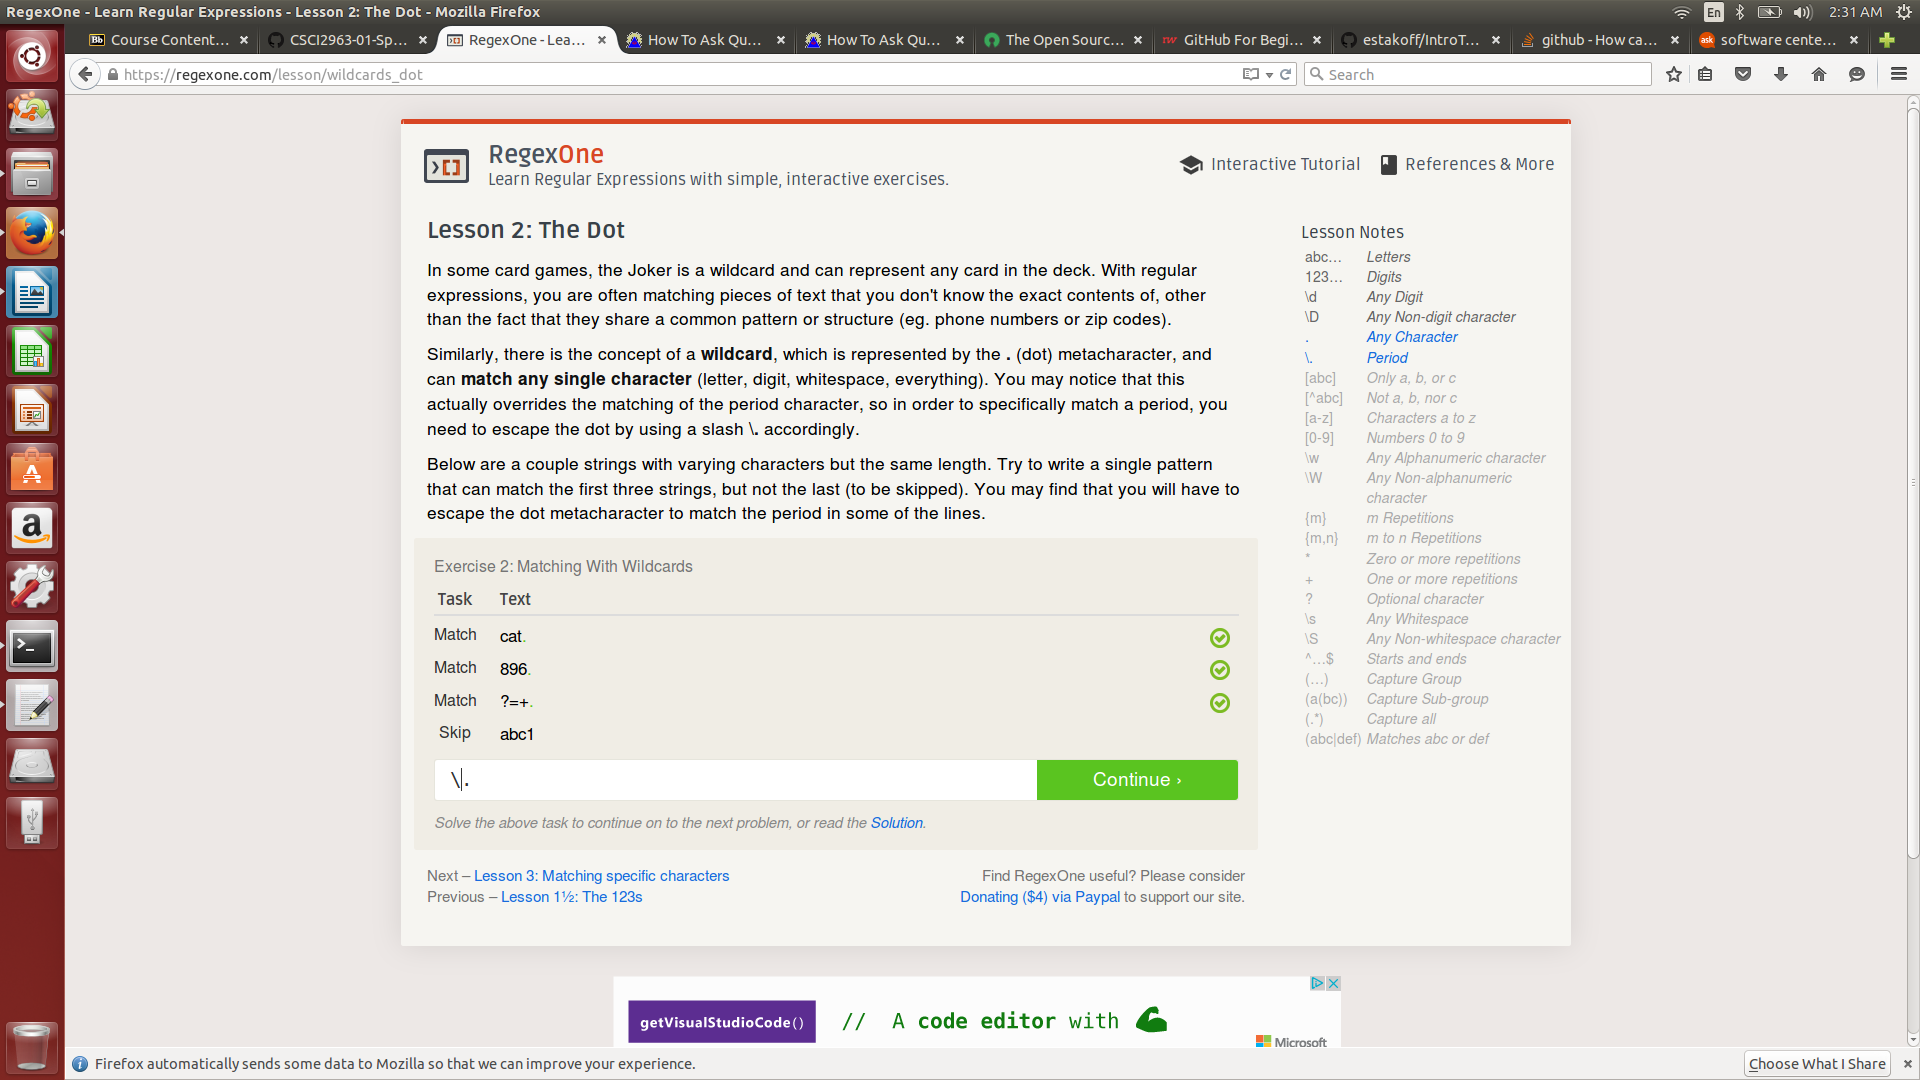 RegexOne - Learn Regular Expressions - Lesson 2: The Dot - Mozilla Firefox
En
2:31 AM
Course Content...
CSCI2963-01-Sp...
RegexOne - Lea...
How To Ask Qu...
How To Ask Qu...
The Open Sourc...
GitHub For Begi...
estakoff/IntroT...
github - How ca...
software cente...
https://regexone.com/lesson/wildcards_dot
Search
RegexOne
Learn Regular Expressions with simple, interactive exercises.
Interactive Tutorial
References & More
Lesson 2: The Dot
In some card games, the Joker is a wildcard and can represent any card in the deck. With regular
expressions, you are often matching pieces of text that you don't know the exact contents of, other
than the fact that they share a common pattern or structure (eg. phone numbers or zip codes).
Similarly, there is the concept of a wildcard, which is represented by the . (dot) metacharacter, and
can match any single character (letter, digit, whitespace, everything). You may notice that this
actually overrides the matching of the period character, so in order to specifically match a period, you
need to escape the dot by using a slash \. accordingly.
Below are a couple strings with varying characters but the same length. Try to write a single pattern
that can match the first three strings, but not the last (to be skipped). You may find that you will have to
escape the dot metacharacter to match the period in some of the lines.
Exercise 2: Matching With Wildcards
Task Text
Match cat.
Match 896.
Match ?=+.
Skip abc1
\.
Continue ›
Solve the above task to continue on to the next problem, or read the Solution.
Next – Lesson 3: Matching specific characters
Previous – Lesson 1½: The 123s
Find RegexOne useful? Please consider
Donating ($4) via Paypal to support our site.
Lesson Notes
abc… Letters
123… Digits
\d Any Digit
\D Any Non-digit character
. Any Character
\. Period
[abc] Only a, b, or c
[^abc] Not a, b, nor c
[a-z] Characters a to z
[0-9] Numbers 0 to 9
\w Any Alphanumeric character
\W Any Non-alphanumeric
character
{m} m Repetitions
{m,n} m to n Repetitions
* Zero or more repetitions
+ One or more repetitions
? Optional character
\s Any Whitespace
\S Any Non-whitespace character
^…$ Starts and ends
(…) Capture Group
(a(bc)) Capture Sub-group
(.*) Capture all
(abc|def) Matches abc or def
getVisualStudioCode()
// A code editor with
Microsoft
Firefox automatically sends some data to Mozilla so that we can improve your experience.
Choose What I Share